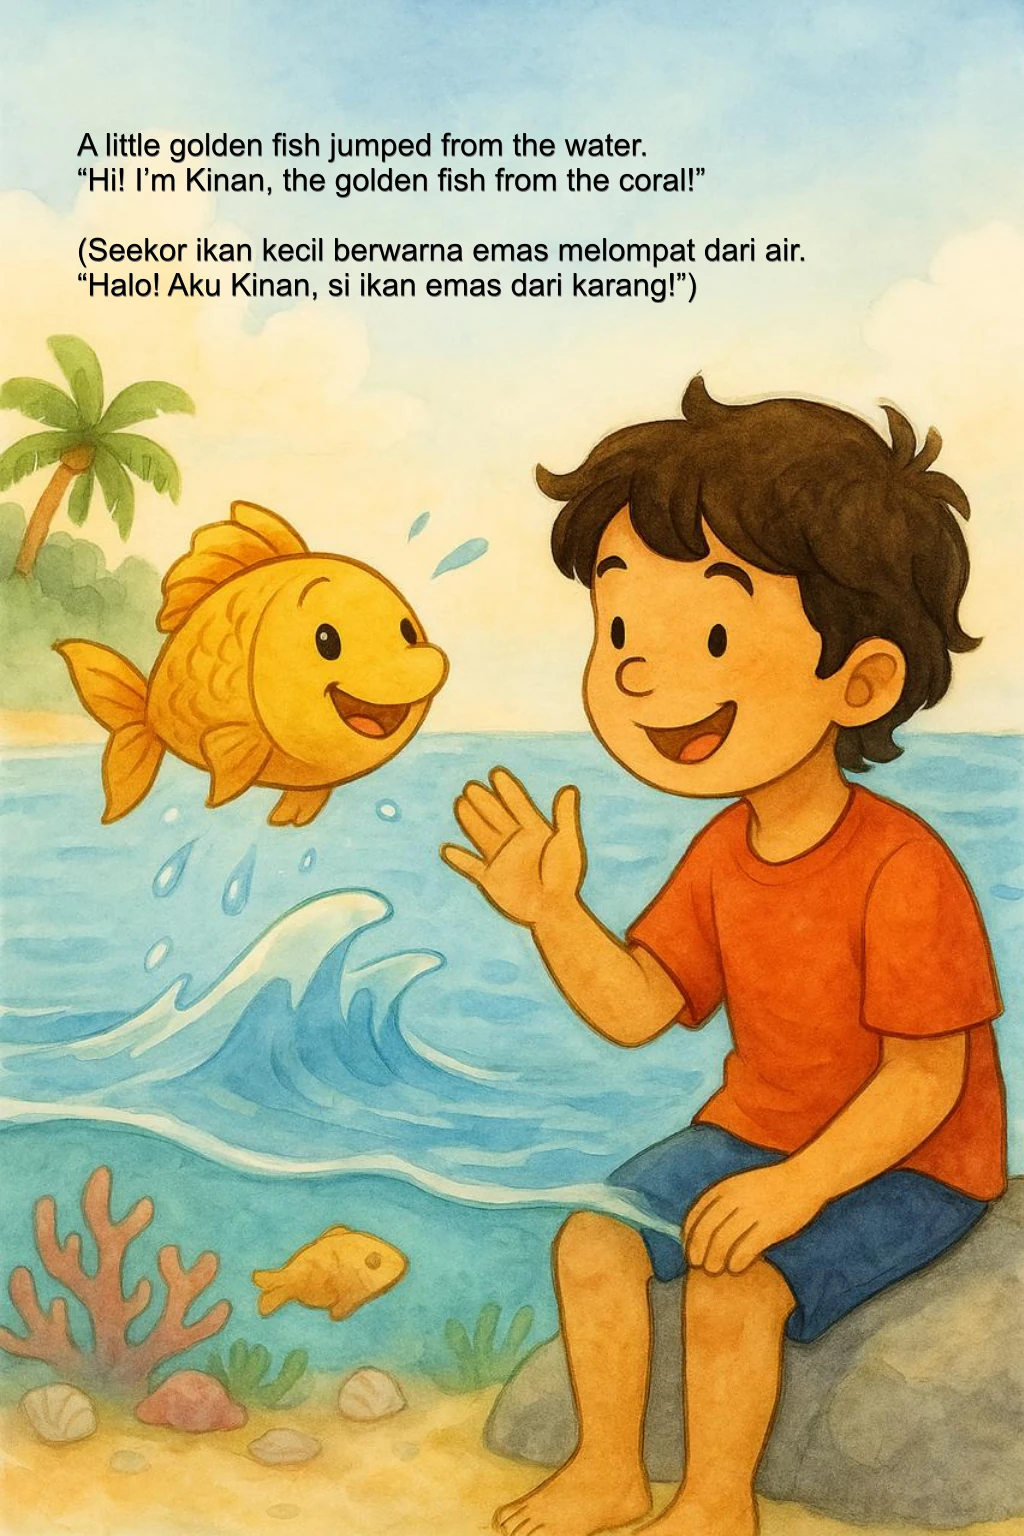 A little golden fish jumped from the water.
“Hi! I’m Kinan, the golden fish from the coral!”
(Seekor ikan kecil berwarna emas melompat dari air.
“Halo! Aku Kinan, si ikan emas dari karang!”)